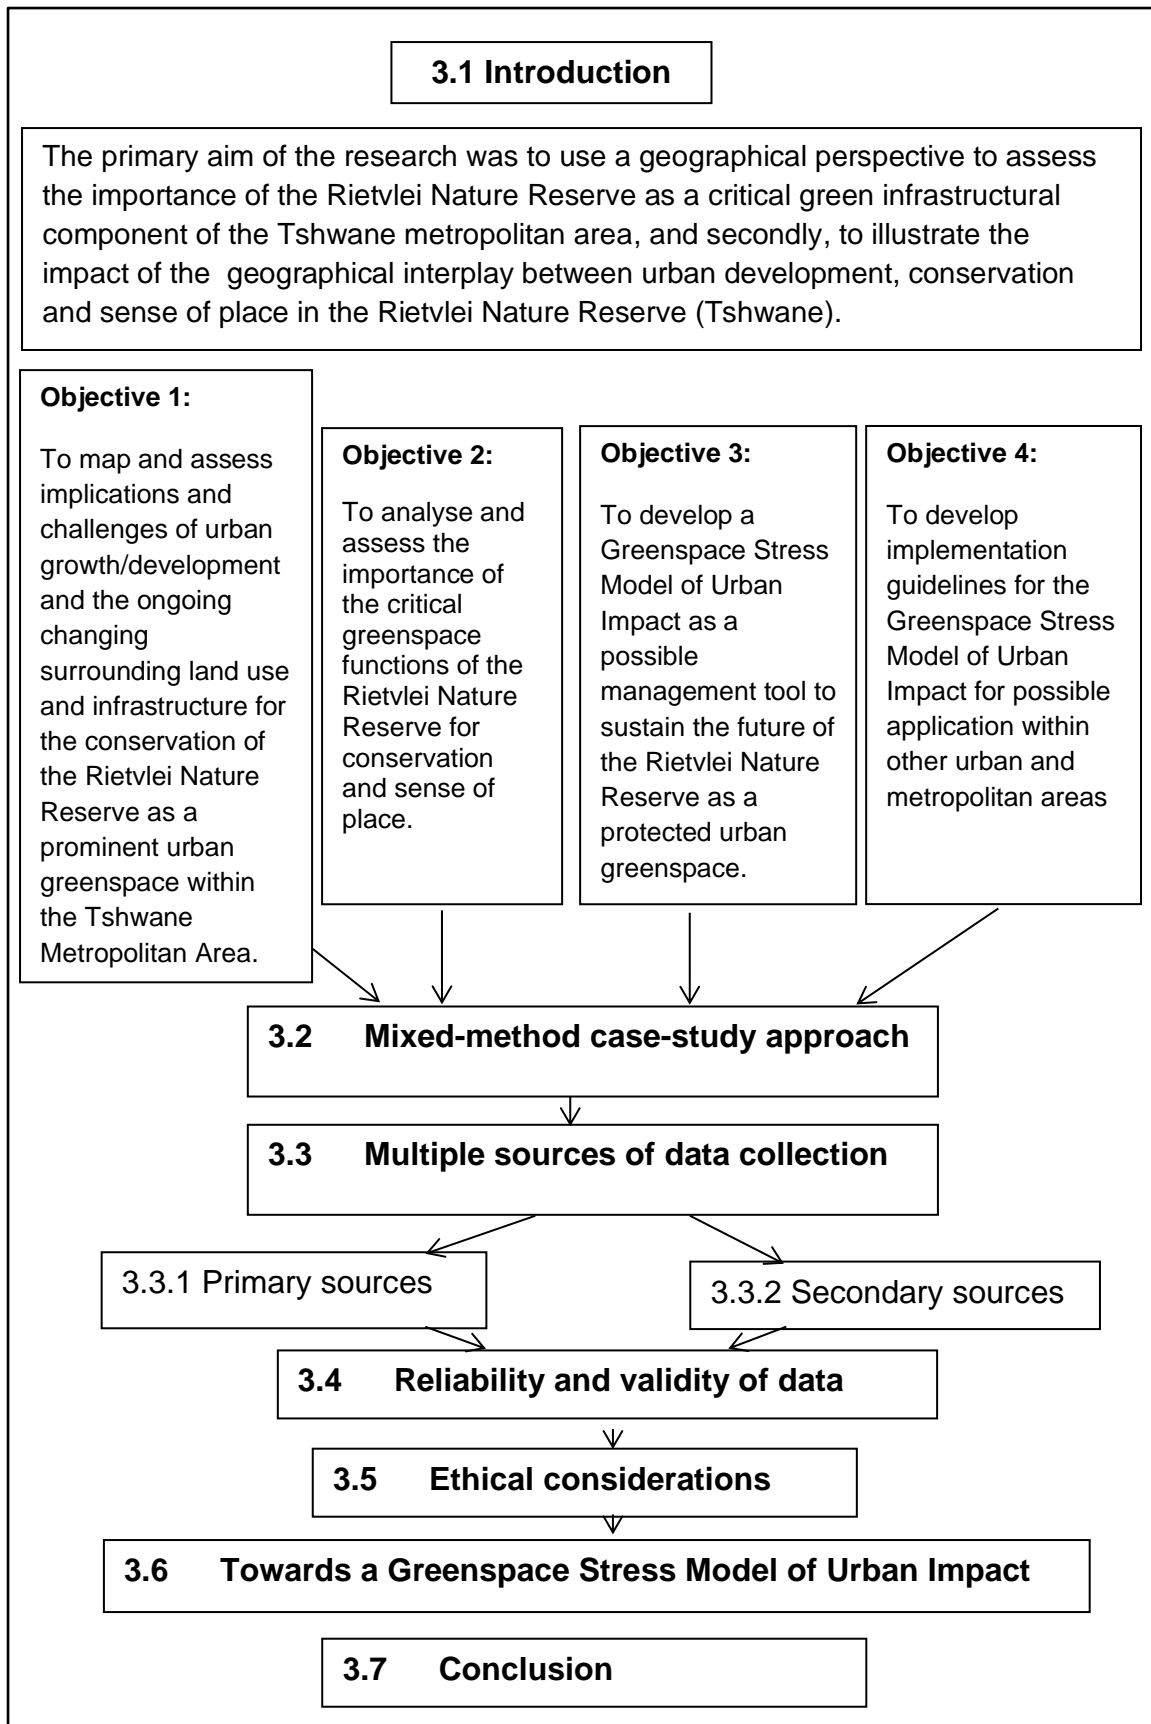 3.1 Introduction
The primary aim of the research was to use a geographical perspective to assess
the importance of the Rietvlei Nature Reserve as a critical green infrastructural
component of the Tshwane metropolitan area, and secondly, to illustrate the
impact of the geographical interplay between urban development, conservation
and sense of place in the Rietvlei Nature Reserve (Tshwane).
Objective 1:
To map and assess
implications and
challenges of urban
growth/development
and the ongoing
changing
surrounding land use
and infrastructure for
the conservation of
the Rietvlei Nature
Reserve as a
prominent urban
greenspace within
the Tshwane
Metropolitan Area.
Objective 2:
To analyse and
assess the
importance of
the critical
greenspace
functions of the
Rietvlei Nature
Reserve for
conservation
and sense of
place.
Objective 3:
To develop a
Greenspace Stress
Model of Urban
Impact as a
possible
management tool to
sustain the future of
the Rietvlei Nature
Reserve as a
protected urban
greenspace.
Objective 4:
To develop
implementation
guidelines for the
Greenspace Stress
Model of Urban
Impact for possible
application within
other urban and
metropolitan areas
3.2 Mixed-method case-study approach
3.3 Multiple sources of data collection
3.3.1 Primary sources
3.3.2 Secondary sources
3.4 Reliability and validity of data
3.5 Ethical considerations
3.6 Towards a Greenspace Stress Model of Urban Impact
3.7 Conclusion